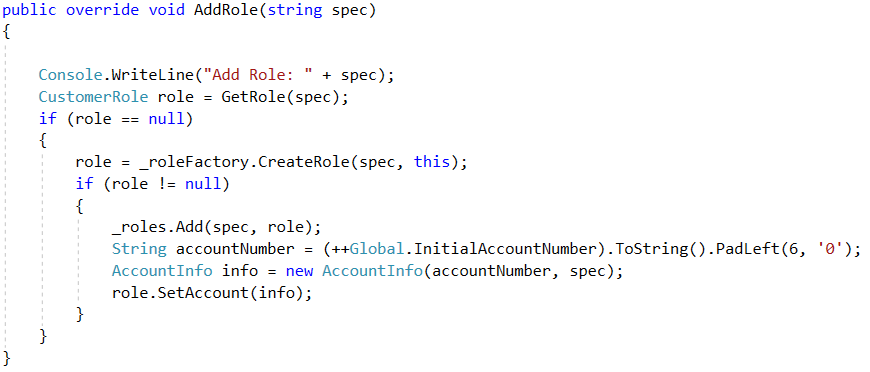 public override void AddRole(string spec)
{
Console.WriteLine("Add Role: " + spec);
CustomerRole role = GetRole(spec);
if (role == null)
{
role = _roleFactory.CreateRole(spec, this);
if (role != null)
{
_roles.Add(spec, role);
String accountNumber = (++Global.InitialAccountNumber).ToString().PadLeft(6, '0');
AccountInfo info = new AccountInfo(accountNumber, spec);
role.SetAccount(info);
}
}
}